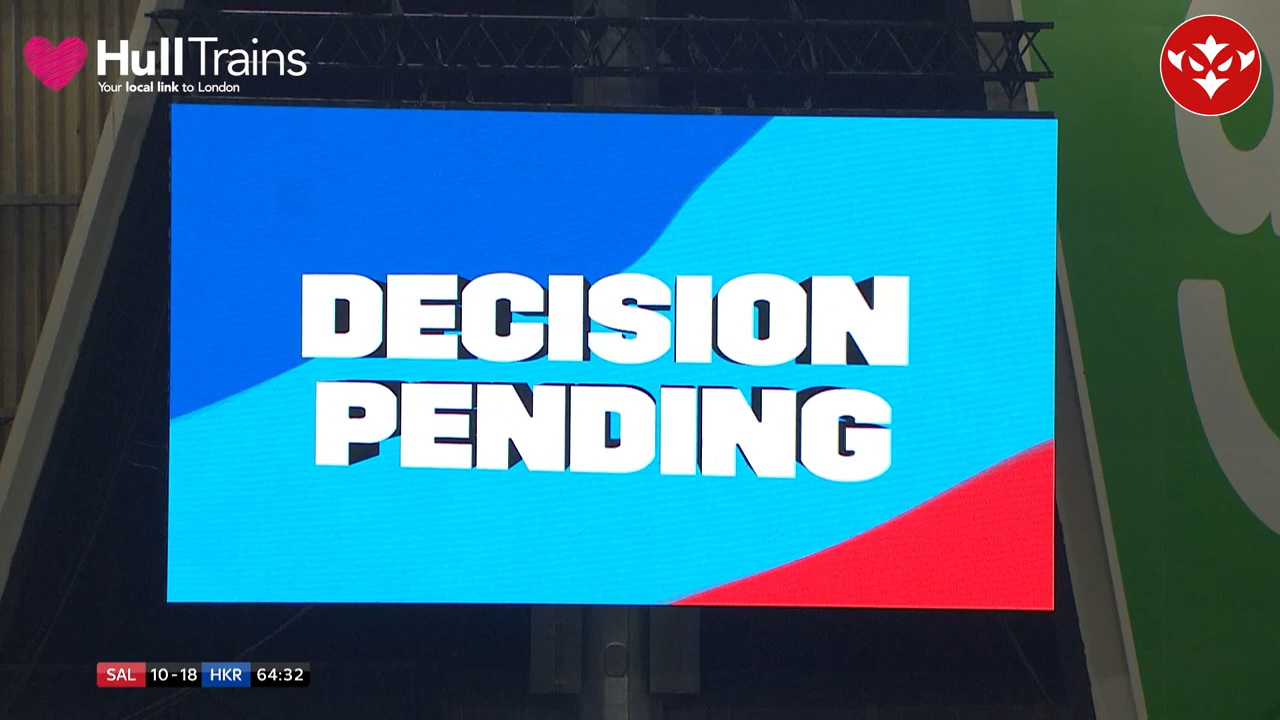 Hull Trains
Your local link to London
DECISION
PENDING
SAL 10-18 HKR 64:32